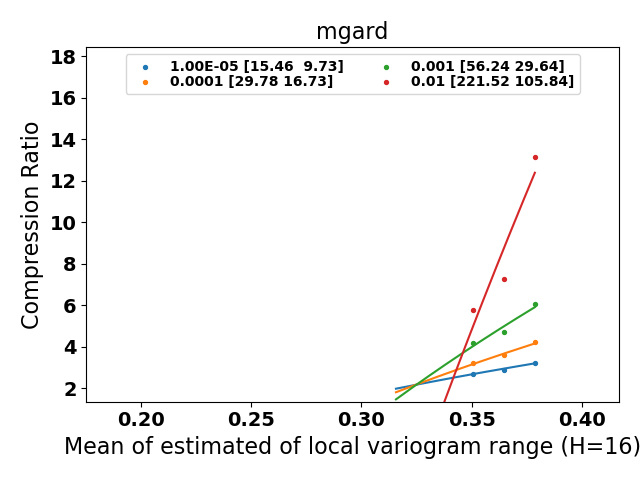 mgard
1.00E-05 [15.46  9.73]
0.0001 [29.78 16.73]
0.001 [56.24 29.64]
0.01 [221.52 105.84]
Compression Ratio
18
16
14
12
10
8
6
4
2
0.20 0.25 0.30 0.35 0.40
Mean of estimated of local variogram range (H=16)